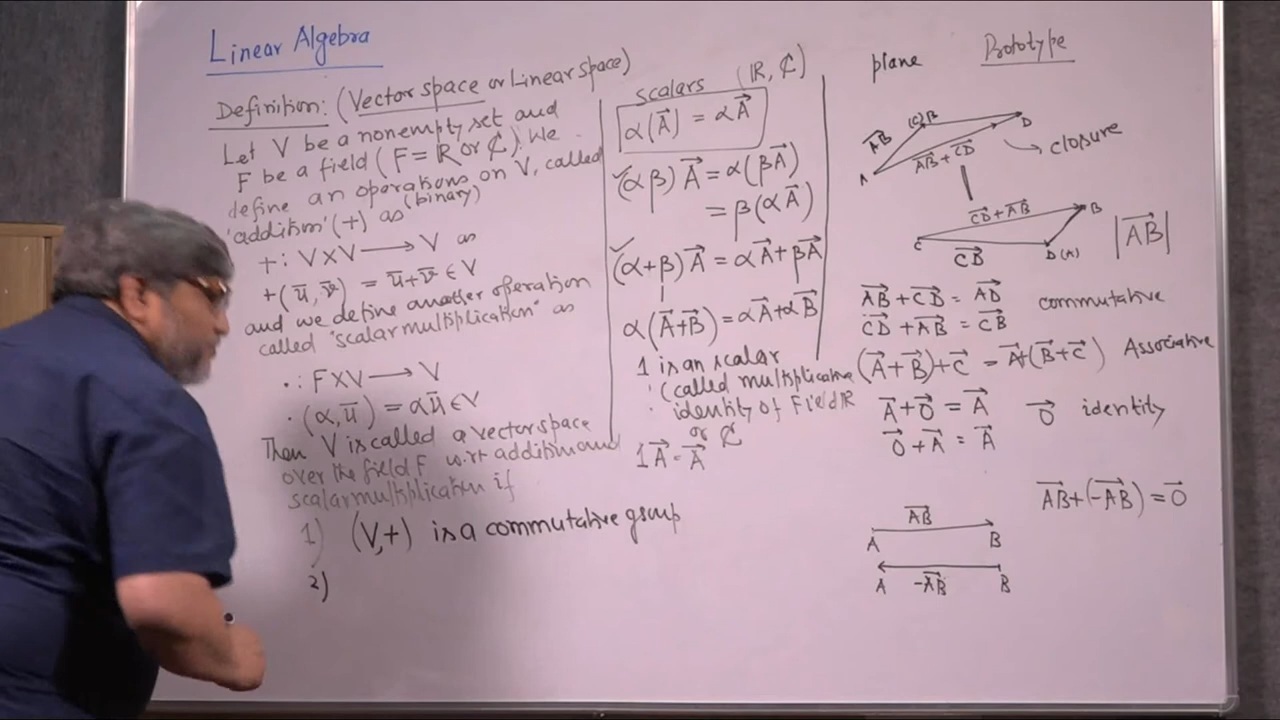 Linear Algebra
Definition: (Vector space or Linear space)
Let V be a nonempty set and
F be a field (F = ℝ or ℂ). We
define an operations on V, called
'addition' (+) as (binary)
+: V×V ⟶ V as
+(ū, v̄) = ū+v̄ ∈ V
and we define another operation
called "scalar multiplication" as
·: F×V ⟶ V
·(α, ū) = αū ∈ V
Then V is called a vector space
over the field F w.r.t addition and
scalar multiplication if
1) (V,+) is a commutative group
2)
scalars (ℝ, ℂ)
α(A⃗) = αA⃗
✓(αβ)A⃗ = α(βA⃗)
= β(αA⃗)
✓(α+β)A⃗ = αA⃗+βA⃗
α(A⃗+B⃗) = αA⃗+αB⃗
1 is an scalar
(called multiplicative
identity of Field ℝ
or ℂ
1A⃗ = A⃗
plane Prototype
(C) B
D
AB⃗
A
AB⃗ + CD⃗
closure
CD⃗ + AB⃗
B
C
CB⃗
D (A)
|AB⃗|
AB⃗ + CD⃗ = AD⃗
commutative
CD⃗ + AB⃗ = CB⃗
(A⃗+B⃗)+C⃗ = A⃗+(B⃗+C⃗) Associative
A⃗+0⃗ = A⃗ 0⃗ identity
0⃗+A⃗ = A⃗
AB⃗+(-AB⃗) = 0⃗
AB⃗
A B
A -AB⃗ B